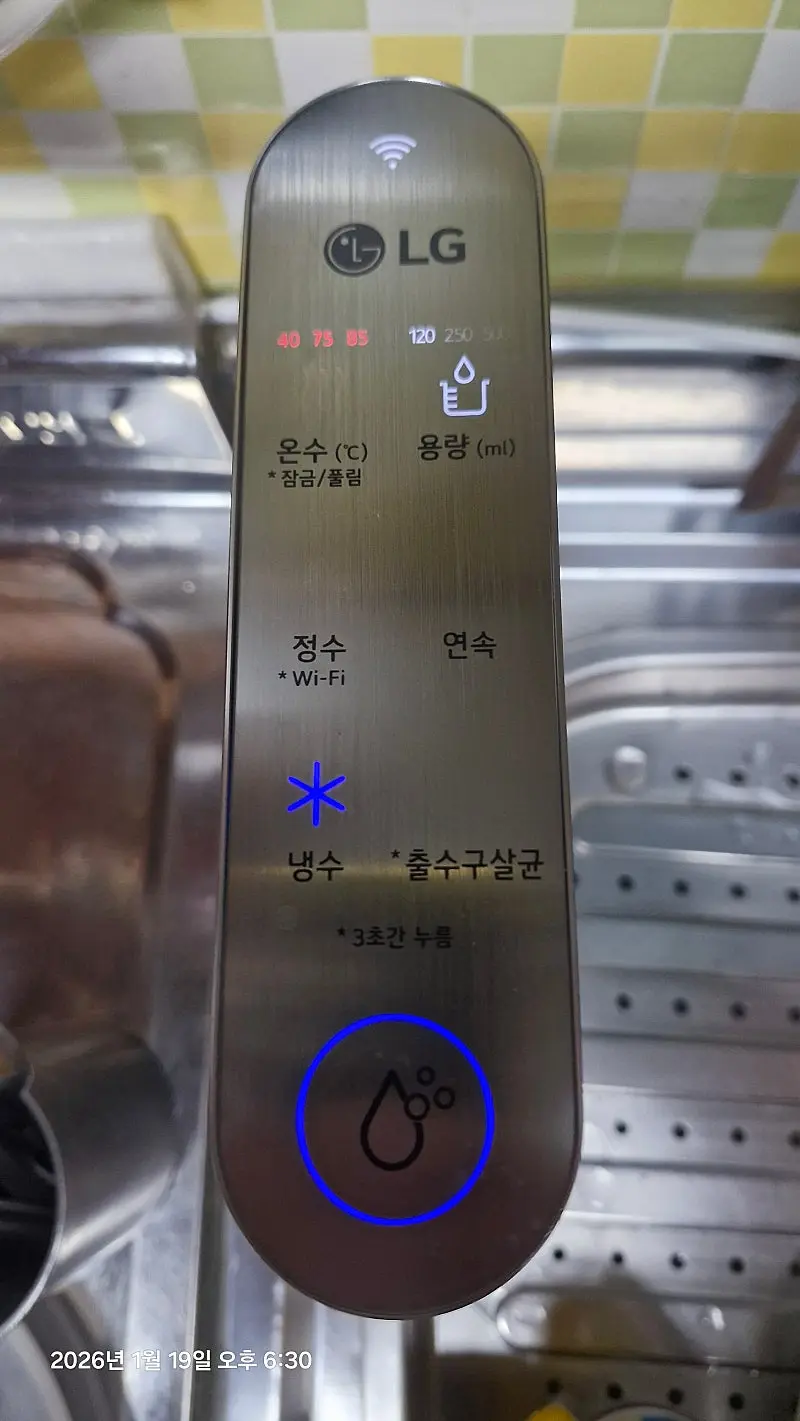 LG
40 75 85 120 250 500
온수 (℃) 용량 (ml)
*잠금/풀림
정수 연속
*Wi-Fi
냉수 *출수구살균
*3초간 누름
2026년 1월 19일 오후 6:30